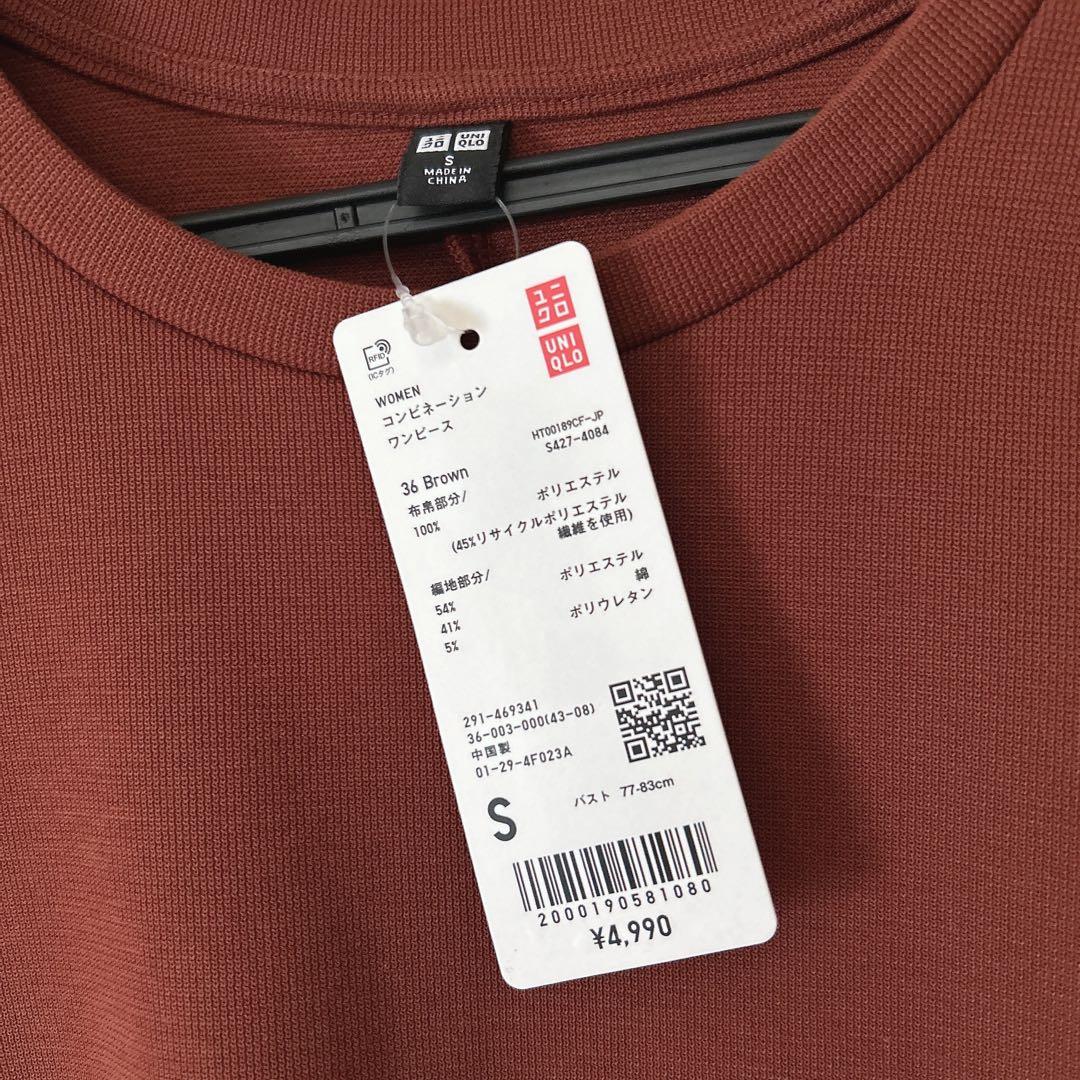 ユニ UNI
クロ QLO
S
MADE IN
CHINA
ユニ
クロ
UNI
QLO
RFID
(ICタグ)
WOMEN
コンビネーション
ワンピース
HT00189CF-JP
S427-4084
36 Brown
布帛部分/ ポリエステル
100%
(45%リサイクルポリエステル
繊維を使用)
編地部分/ ポリエステル
54% 綿
41% ポリウレタン
5%
291-469341
36-003-000(43-08)
中国製
01-29-4F023A
S バスト 77-83cm
2000190581080
¥4,990